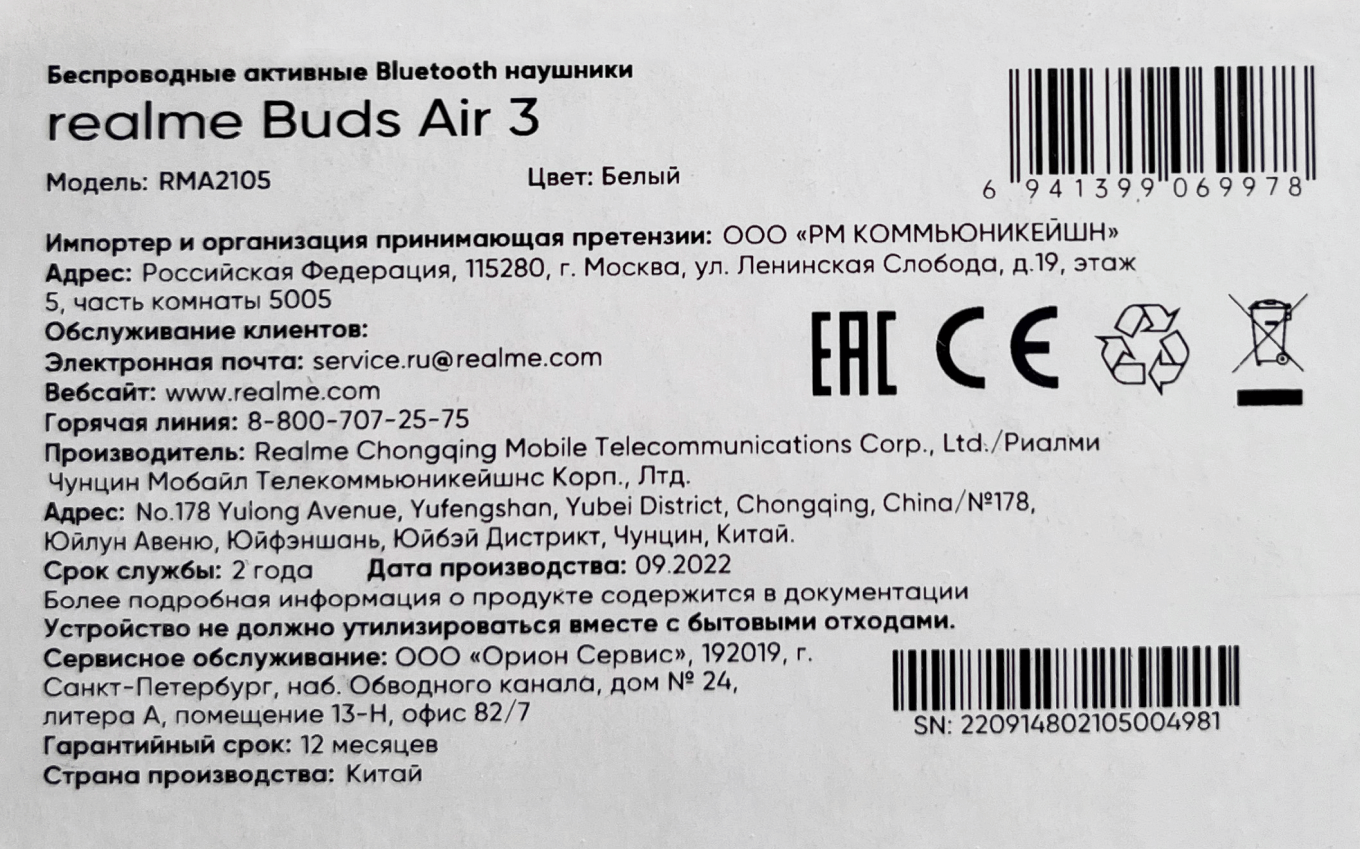 Беспроводные активные Bluetooth наушники
realme Buds Air 3
Модель: RMA2105 Цвет: Белый
6 941399 069978
Импортер и организация принимающая претензии: ООО «РМ КОММЬЮНИКЕЙШН»
Адрес: Российская Федерация, 115280, г. Москва, ул. Ленинская Слобода, д.19, этаж
5, часть комнаты 5005
Обслуживание клиентов:
Электронная почта: service.ru@realme.com
Вебсайт: www.realme.com
Горячая линия: 8-800-707-25-75
EAC CE
Производитель: Realme Chongqing Mobile Telecommunications Corp., Ltd./Риалми
Чунцин Мобайл Телекоммьюникейшнс Корп., Лтд.
Адрес: No.178 Yulong Avenue, Yufengshan, Yubei District, Chongqing, China/№178,
Юйлун Авеню, Юйфэншань, Юйбэй Дистрикт, Чунцин, Китай.
Срок службы: 2 года Дата производства: 09.2022
Более подробная информация о продукте содержится в документации
Устройство не должно утилизироваться вместе с бытовыми отходами.
Сервисное обслуживание: ООО «Орион Сервис», 192019, г.
Санкт-Петербург, наб. Обводного канала, дом № 24,
литера А, помещение 13-Н, офис 82/7
Гарантийный срок: 12 месяцев
Страна производства: Китай
SN: 220914802105004981